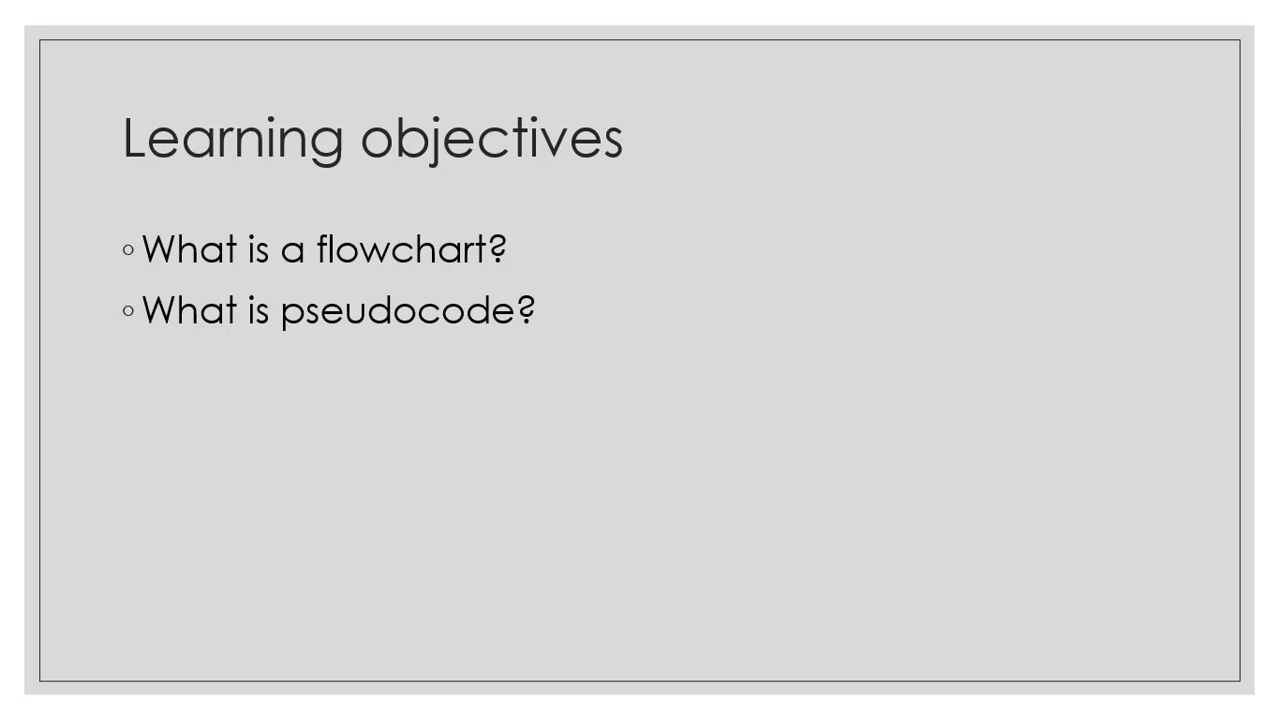 Learning objectives
◦ What is a flowchart?
◦ What is pseudocode?